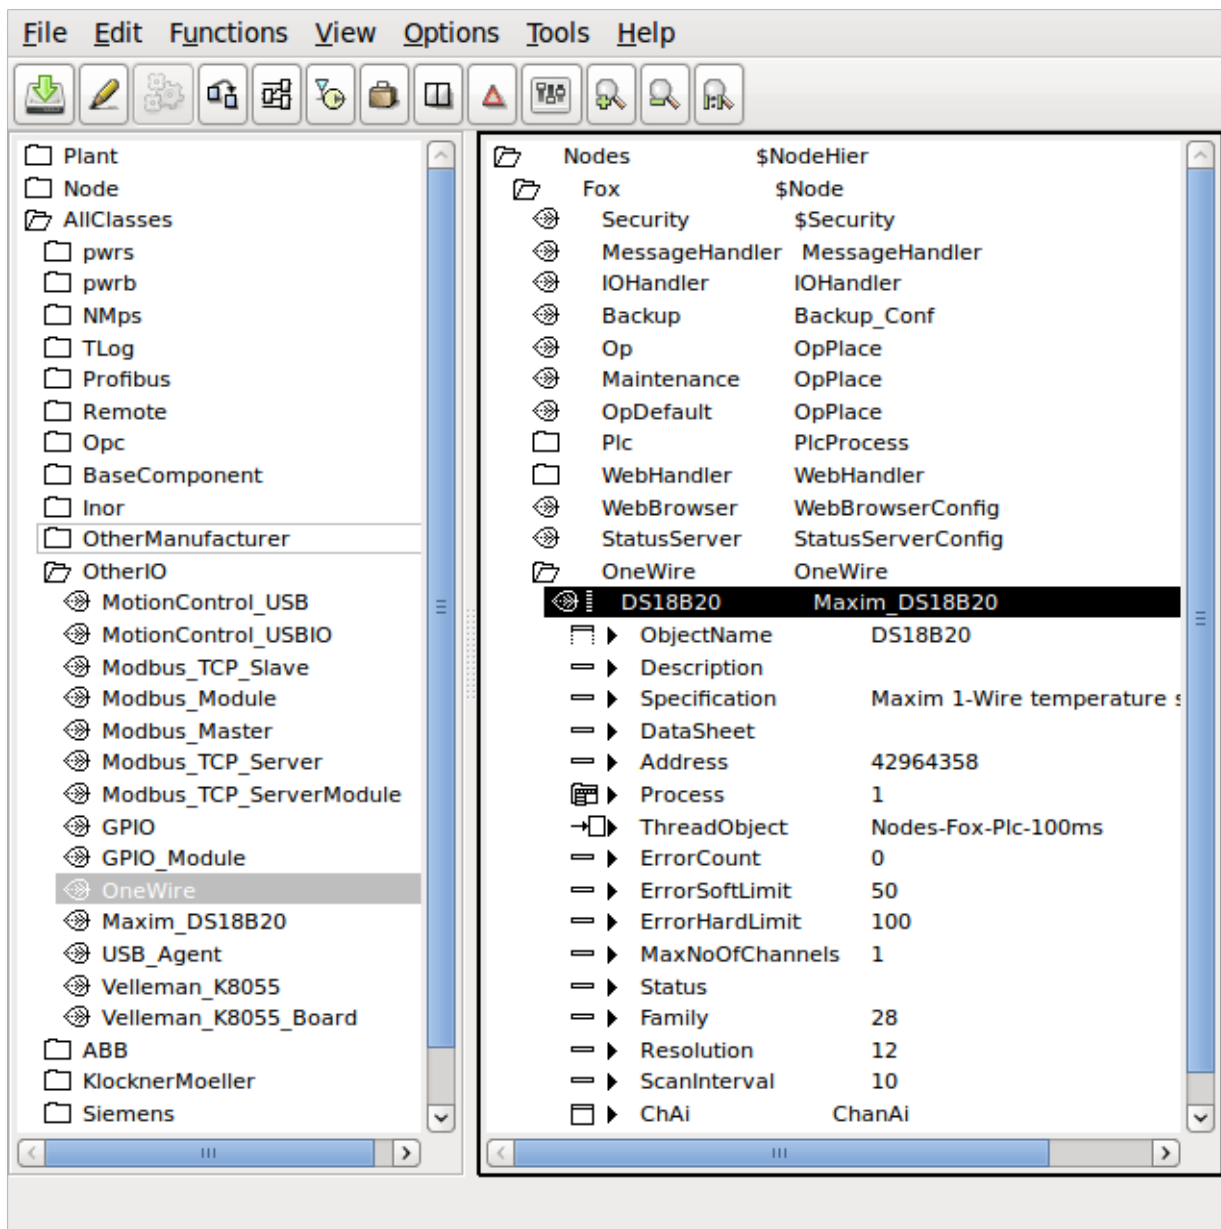 File Edit Functions View Options Tools Help
Plant
Node
AllClasses
pwrs
pwrb
NMps
TLog
Profibus
Remote
Opc
BaseComponent
Inor
OtherManufacturer
OtherIO
MotionControl_USB
MotionControl_USBIO
Modbus_TCP_Slave
Modbus_Module
Modbus_Master
Modbus_TCP_Server
Modbus_TCP_ServerModule
GPIO
GPIO_Module
OneWire
Maxim_DS18B20
USB_Agent
Velleman_K8055
Velleman_K8055_Board
ABB
KlocknerMoeller
Siemens
Nodes $NodeHier
Fox $Node
Security $Security
MessageHandler MessageHandler
IOHandler IOHandler
Backup Backup_Conf
Op OpPlace
Maintenance OpPlace
OpDefault OpPlace
Plc PlcProcess
WebHandler WebHandler
WebBrowser WebBrowserConfig
StatusServer StatusServerConfig
OneWire OneWire
DS18B20 Maxim_DS18B20
ObjectName DS18B20
Description
Specification Maxim 1-Wire temperature s
DataSheet
Address 42964358
Process 1
ThreadObject Nodes-Fox-Plc-100ms
ErrorCount 0
ErrorSoftLimit 50
ErrorHardLimit 100
MaxNoOfChannels 1
Status
Family 28
Resolution 12
ScanInterval 10
ChAi ChanAi